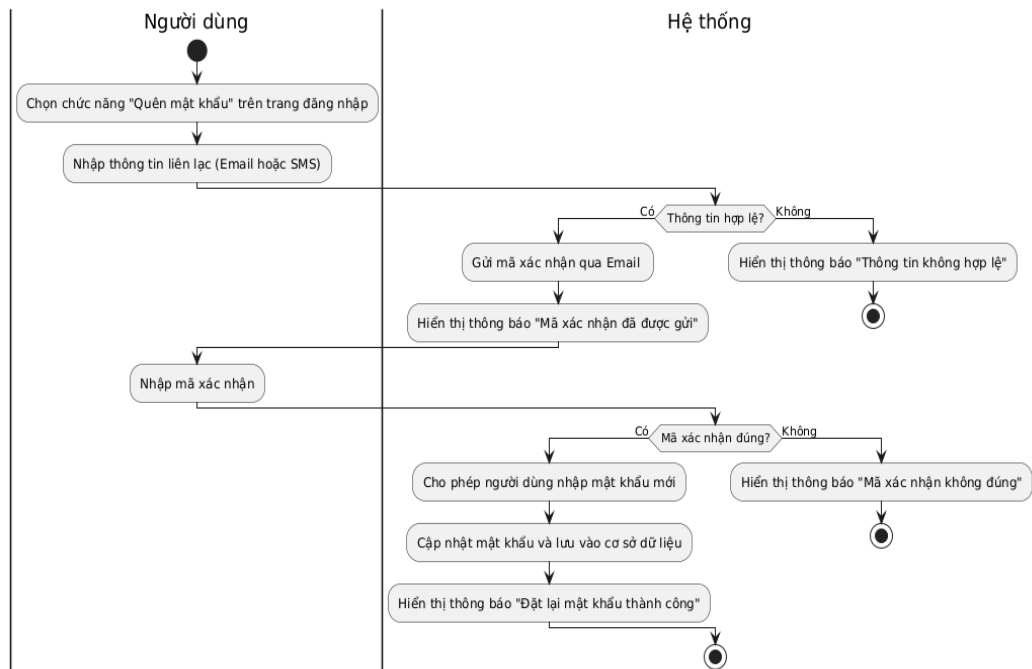 Người dùng
Hệ thống
Chọn chức năng "Quên mật khẩu" trên trang đăng nhập
Nhập thông tin liên lạc (Email hoặc SMS)
Có
Thông tin hợp lệ?
Không
Gửi mã xác nhận qua Email
Hiển thị thông báo "Thông tin không hợp lệ"
Hiển thị thông báo "Mã xác nhận đã được gửi"
Nhập mã xác nhận
Có
Mã xác nhận đúng?
Không
Cho phép người dùng nhập mật khẩu mới
Hiển thị thông báo "Mã xác nhận không đúng"
Cập nhật mật khẩu và lưu vào cơ sở dữ liệu
Hiển thị thông báo "Đặt lại mật khẩu thành công"